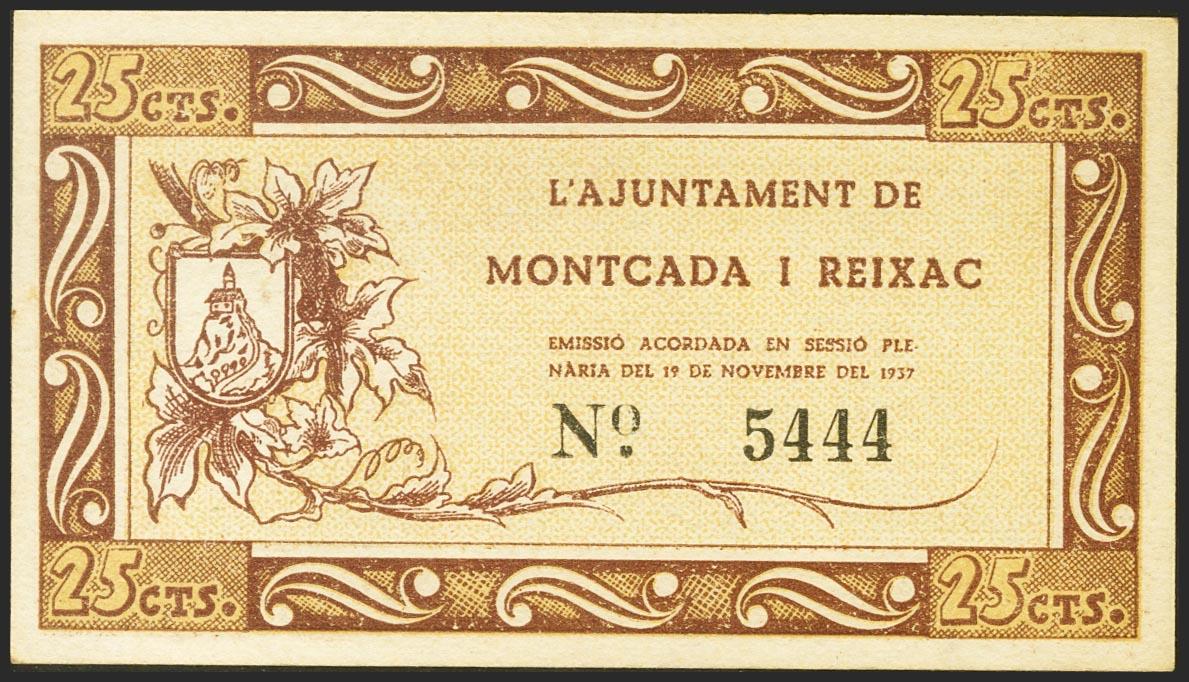 25 CTS.
25 CTS.
L'AJUNTAMENT DE
MONTCADA I REIXAC
EMISSIÓ ACORDADA EN SESSIÓ PLE-
NÀRIA DEL 19 DE NOVEMBRE DEL 1937
Nº. 5444
25 CTS.
25 CTS.